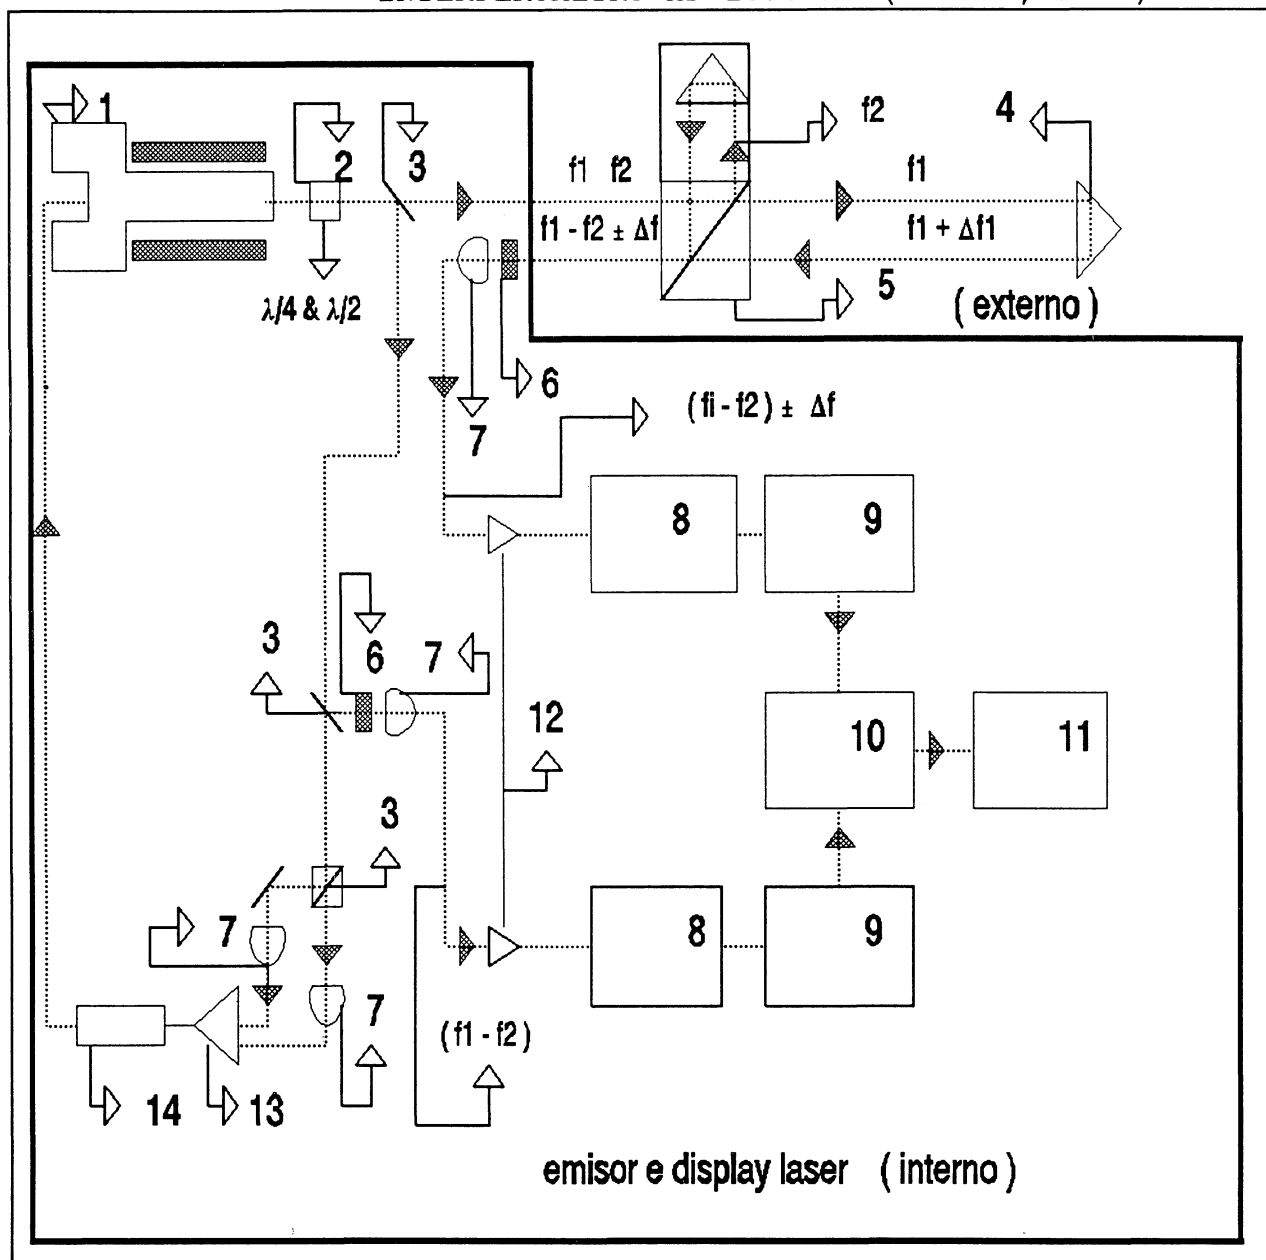 1
2
3
f1 f2
f2
f1
4
λ/4 & λ/2
f1 - f2 ± Δf
f1 + Δf1
5
( externo )
6
7
(fi - f2) ± Δf
8
9
3
6
7
12
10
11
3
7
8
9
7
(f1 - f2)
14
13
emisor e display laser ( interno )